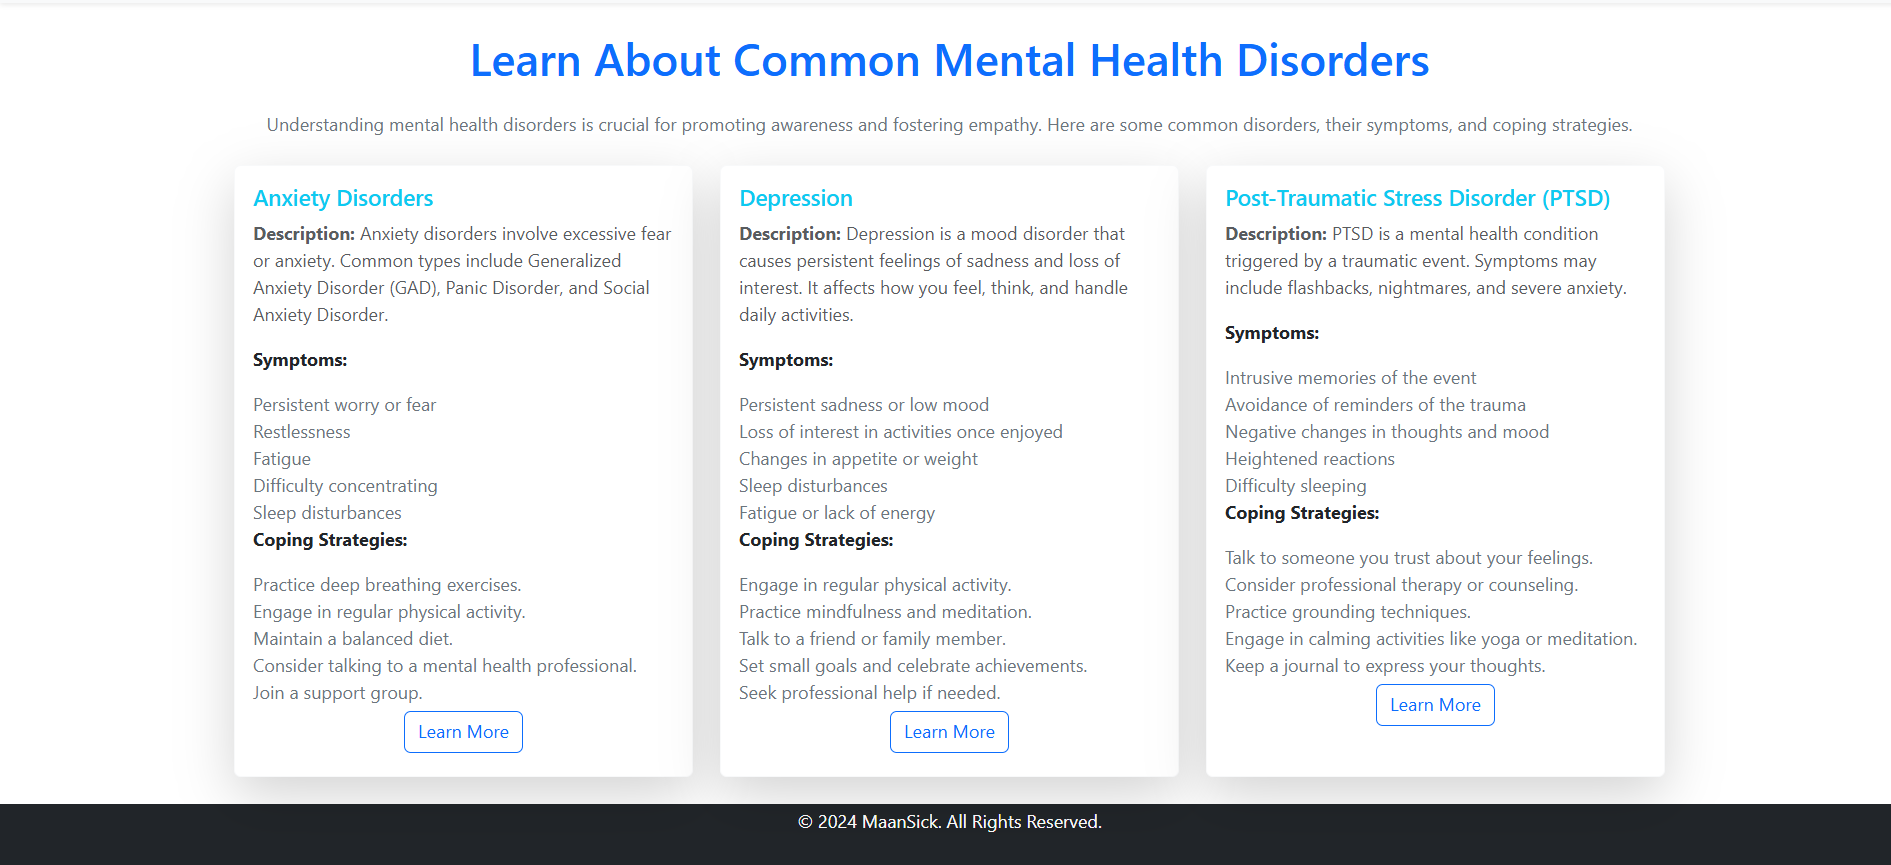 Learn About Common Mental Health Disorders
Understanding mental health disorders is crucial for promoting awareness and fostering empathy. Here are some common disorders, their symptoms, and coping strategies.
Anxiety Disorders
Description: Anxiety disorders involve excessive fear
or anxiety. Common types include Generalized
Anxiety Disorder (GAD), Panic Disorder, and Social
Anxiety Disorder.
Symptoms:
Persistent worry or fear
Restlessness
Fatigue
Difficulty concentrating
Sleep disturbances
Coping Strategies:
Practice deep breathing exercises.
Engage in regular physical activity.
Maintain a balanced diet.
Consider talking to a mental health professional.
Join a support group.
Learn More
Depression
Description: Depression is a mood disorder that
causes persistent feelings of sadness and loss of
interest. It affects how you feel, think, and handle
daily activities.
Symptoms:
Persistent sadness or low mood
Loss of interest in activities once enjoyed
Changes in appetite or weight
Sleep disturbances
Fatigue or lack of energy
Coping Strategies:
Engage in regular physical activity.
Practice mindfulness and meditation.
Talk to a friend or family member.
Set small goals and celebrate achievements.
Seek professional help if needed.
Learn More
Post-Traumatic Stress Disorder (PTSD)
Description: PTSD is a mental health condition
triggered by a traumatic event. Symptoms may
include flashbacks, nightmares, and severe anxiety.
Symptoms:
Intrusive memories of the event
Avoidance of reminders of the trauma
Negative changes in thoughts and mood
Heightened reactions
Difficulty sleeping
Coping Strategies:
Talk to someone you trust about your feelings.
Consider professional therapy or counseling.
Practice grounding techniques.
Engage in calming activities like yoga or meditation.
Keep a journal to express your thoughts.
Learn More
© 2024 MaanSick. All Rights Reserved.